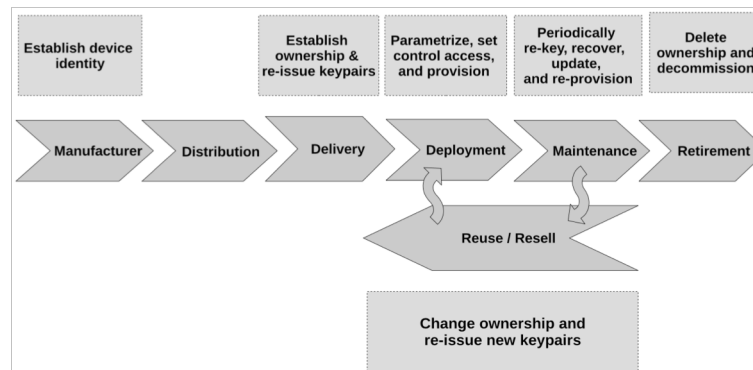 Establish device
identity
Establish
ownership &
re-issue keypairs
Parametrize, set
control access,
and provision
Periodically
re-key, recover,
update,
and re-provision
Delete
ownership and
decommission
Manufacturer
Distribution
Delivery
Deployment
Maintenance
Retirement
Reuse / Resell
Change ownership and
re-issue new keypairs